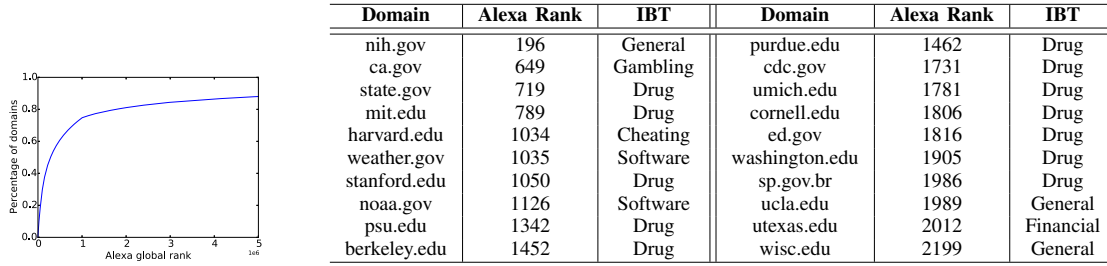 1.0
0.8
0.6
0.4
0.2
0.0
0 1 2 3 4 5
1e6
Alexa global rank
Percentage of domains
Domain Alexa Rank IBT Domain Alexa Rank IBT
nih.gov 196 General purdue.edu 1462 Drug
ca.gov 649 Gambling cdc.gov 1731 Drug
state.gov 719 Drug umich.edu 1781 Drug
mit.edu 789 Drug cornell.edu 1806 Drug
harvard.edu 1034 Cheating ed.gov 1816 Drug
weather.gov 1035 Software washington.edu 1905 Drug
stanford.edu 1050 Drug sp.gov.br 1986 Drug
noaa.gov 1126 Software ucla.edu 1989 General
psu.edu 1342 Drug utexas.edu 2012 Financial
berkeley.edu 1452 Drug wisc.edu 2199 General